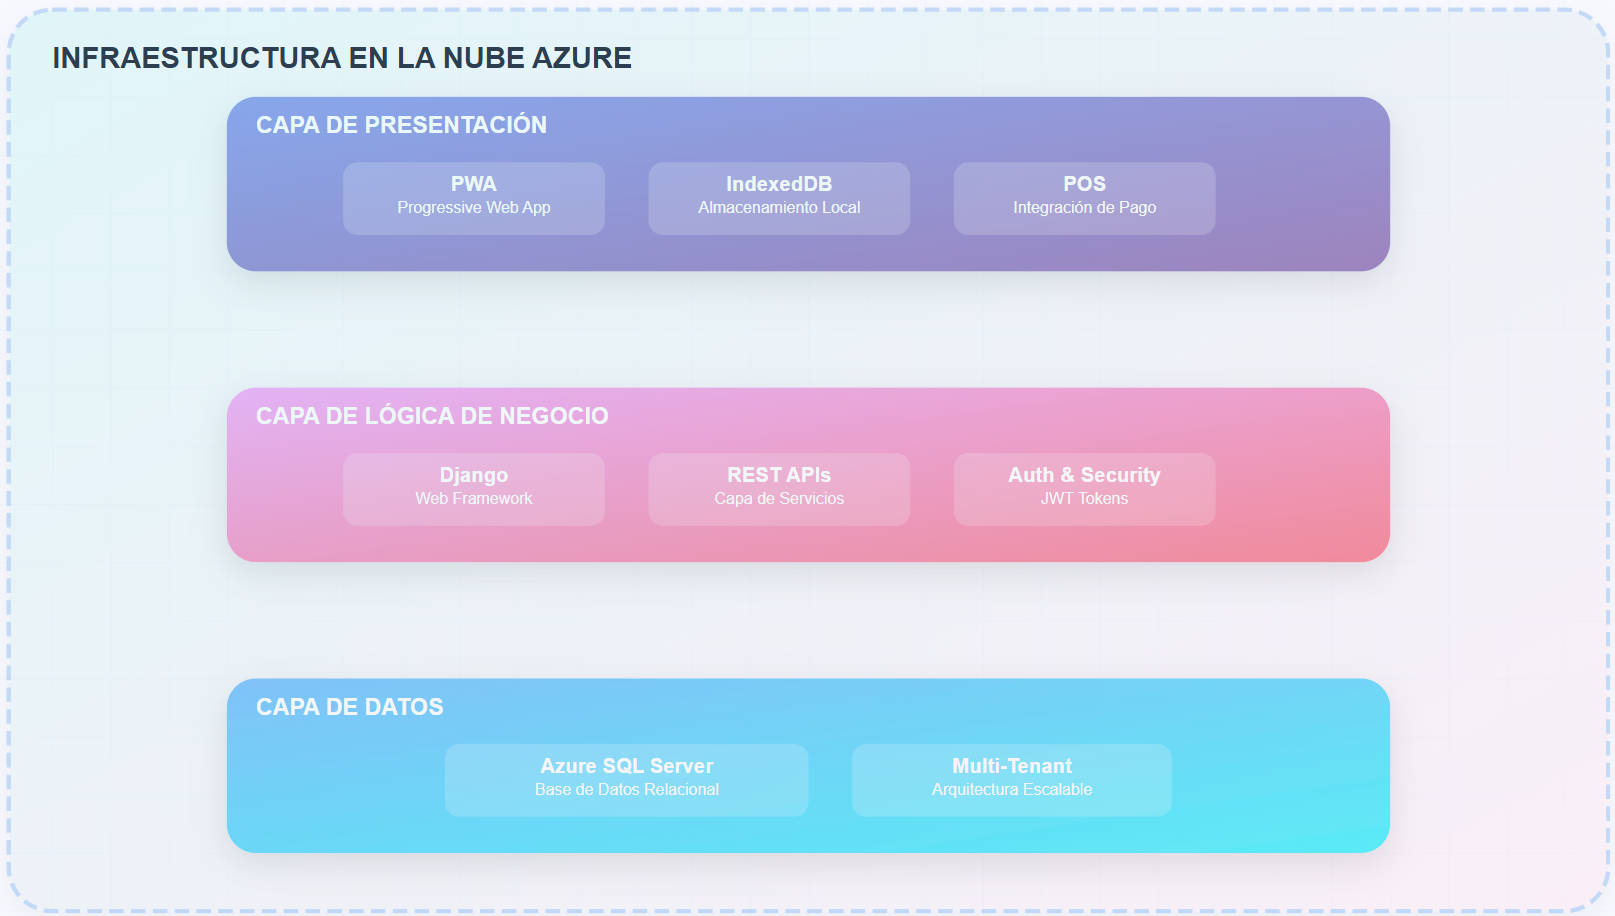 INFRAESTRUCTURA EN LA NUBE AZURE
CAPA DE PRESENTACIÓN
PWA
Progressive Web App
IndexedDB
Almacenamiento Local
POS
Integración de Pago
CAPA DE LÓGICA DE NEGOCIO
Django
Web Framework
REST APIs
Capa de Servicios
Auth & Security
JWT Tokens
CAPA DE DATOS
Azure SQL Server
Base de Datos Relacional
Multi-Tenant
Arquitectura Escalable